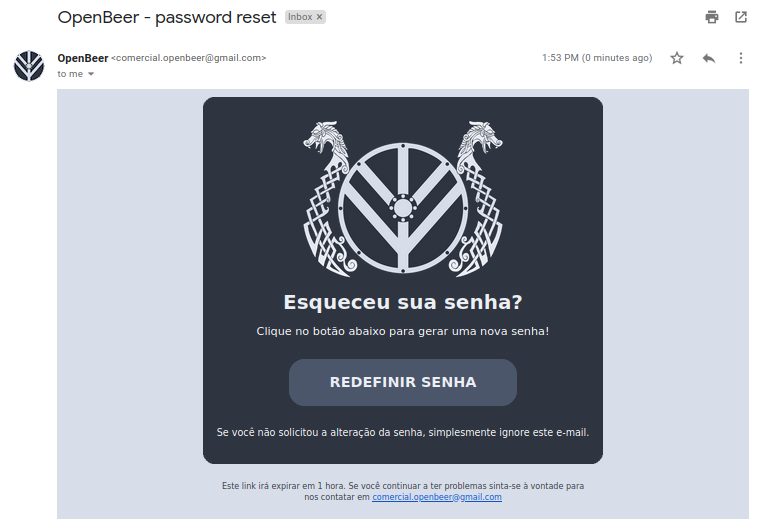 OpenBeer - password reset Inbox ×
OpenBeer <comercial.openbeer@gmail.com> 1:53 PM (0 minutes ago)
to me
Esqueceu sua senha?
Clique no botão abaixo para gerar uma nova senha!
REDEFINIR SENHA
Se você não solicitou a alteração da senha, simplesmente ignore este e-mail.
Este link irá expirar em 1 hora. Se você continuar a ter problemas sinta-se à vontade para
nos contatar em comercial.openbeer@gmail.com